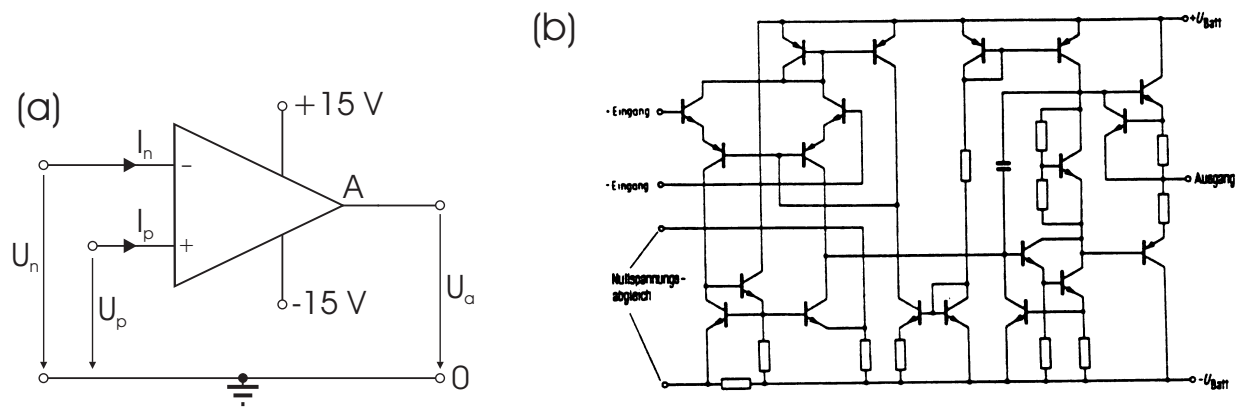 (a)
+15 V
I_n
−
A
I_p
+
U_n
U_p
-15 V
U_a
0
(b)
+U_Batt
- Eingang
- Eingang
Ausgang
Nullspannungs-
abgleich
-U_Batt